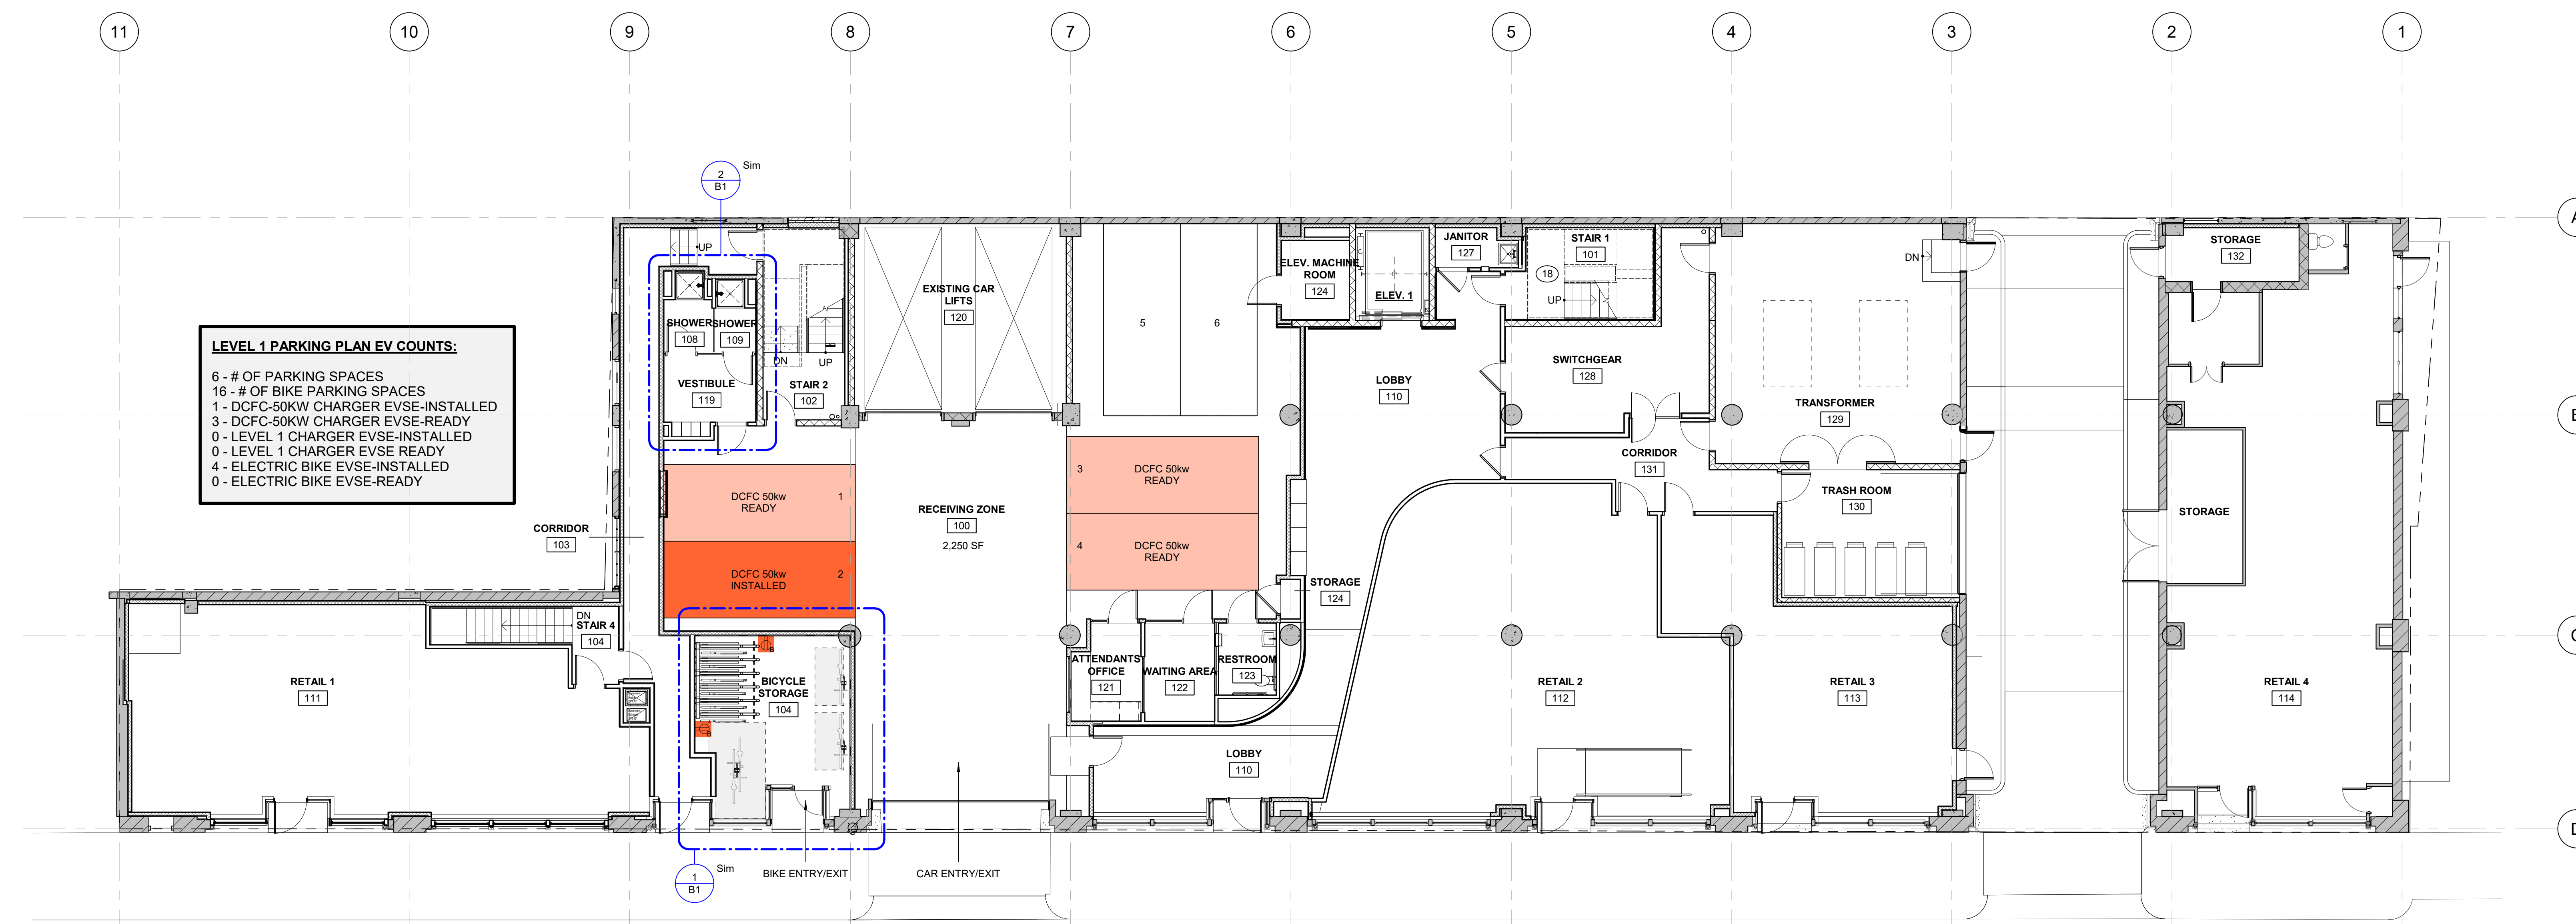 11
10
9
8
7
6
5
4
3
2
1
2
B1
Sim
UP
SHOWER
108
SHOWER
109
VESTIBULE
119
DN
UP
STAIR 2
102
EXISTING CAR
LIFTS
120
5
6
ELEV. MACHINE
ROOM
124
ELEV. 1
JANITOR
127
STAIR 1
101
18
UP
SWITCHGEAR
128
LOBBY
110
TRANSFORMER
129
DN
STORAGE
132
A
LEVEL 1 PARKING PLAN EV COUNTS:
6 - # OF PARKING SPACES
16 - # OF BIKE PARKING SPACES
1 - DCFC-50KW CHARGER EVSE-INSTALLED
3 - DCFC-50KW CHARGER EVSE-READY
0 - LEVEL 1 CHARGER EVSE-INSTALLED
0 - LEVEL 1 CHARGER EVSE READY
4 - ELECTRIC BIKE EVSE-INSTALLED
0 - ELECTRIC BIKE EVSE-READY
CORRIDOR
103
DCFC 50kw
READY
1
DCFC 50kw
INSTALLED
2
RECEIVING ZONE
100
2,250 SF
3
DCFC 50kw
READY
4
DCFC 50kw
READY
CORRIDOR
131
TRASH ROOM
130
STORAGE
STORAGE
124
DN
STAIR 4
104
RETAIL 1
111
BICYCLE
STORAGE
104
ATTENDANTS
OFFICE
121
WAITING AREA
122
RESTROOM
123
LOBBY
110
RETAIL 2
112
RETAIL 3
113
RETAIL 4
114
1
B1
Sim
BIKE ENTRY/EXIT
CAR ENTRY/EXIT